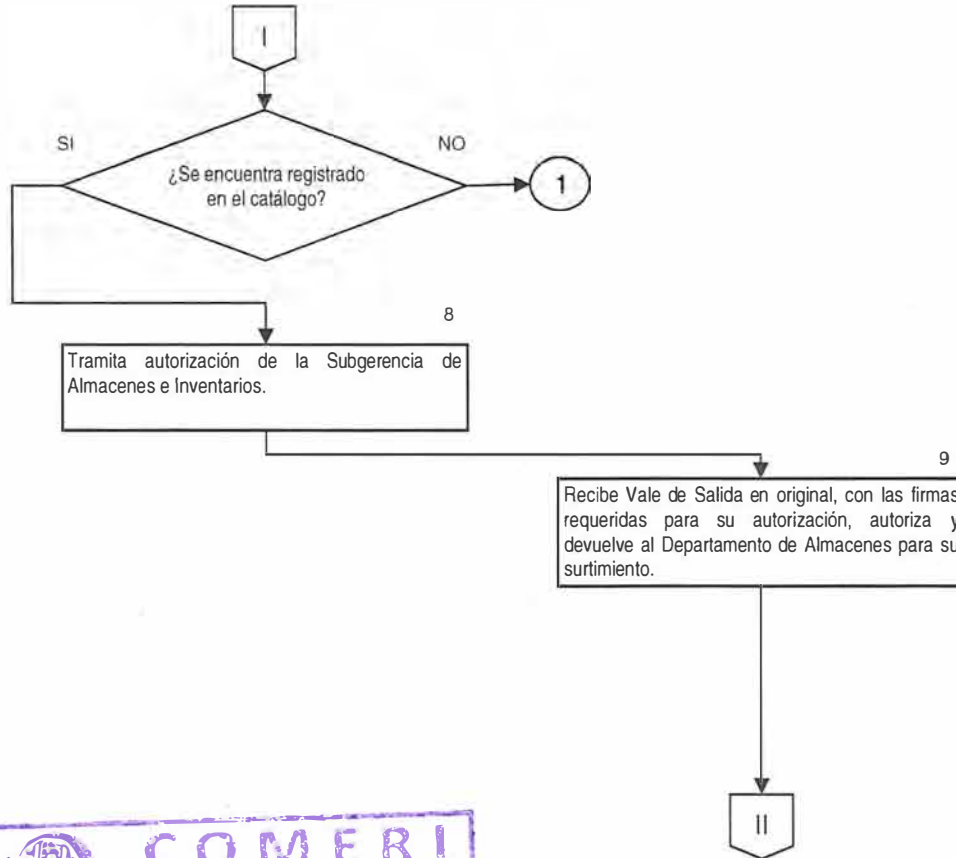 I
SI
NO
¿Se encuentra registrado
en el catálogo?
1
8
Tramita autorización de la Subgerencia de
Almacenes e Inventarios.
9
Recibe Vale de Salida en original, con las firmas
requeridas para su autorización, autoriza y
devuelve al Departamento de Almacenes para su
surtimiento.
II
COMERI